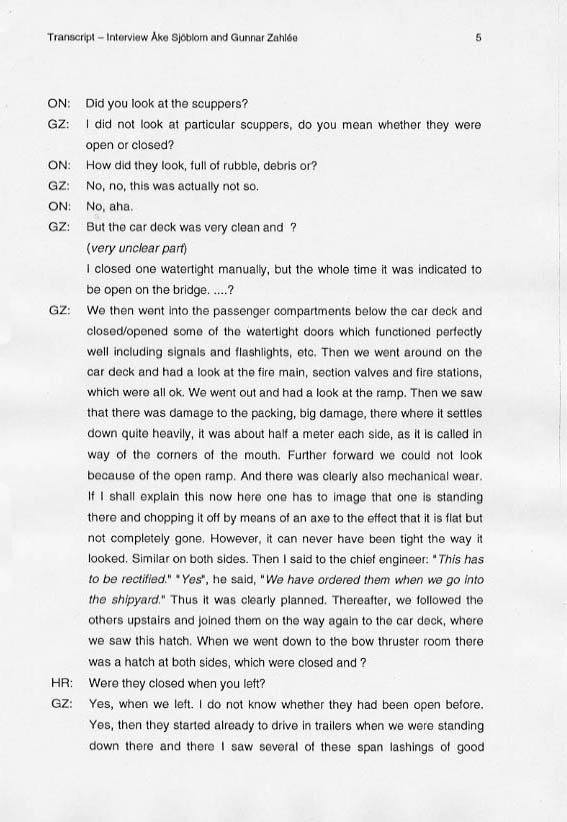 Transcript – Interview Åke Sjöblom and Gunnar Zahlée 5
ON: Did you look at the scuppers?
GZ: I did not look at particular scuppers, do you mean whether they were
open or closed?
ON: How did they look, full of rubble, debris or?
GZ: No, no, this was actually not so.
ON: No, aha.
GZ: But the car deck was very clean and ?
(very unclear part)
I closed one watertight manually, but the whole time it was indicated to
be open on the bridge. ....?
GZ: We then went into the passenger compartments below the car deck and
closed/opened some of the watertight doors which functioned perfectly
well including signals and flashlights, etc. Then we went around on the
car deck and had a look at the fire main, section valves and fire stations,
which were all ok. We went out and had a look at the ramp. Then we saw
that there was damage to the packing, big damage, there where it settles
down quite heavily, it was about half a meter each side, as it is called in
way of the corners of the mouth. Further forward we could not look
because of the open ramp. And there was clearly also mechanical wear.
If I shall explain this now here one has to image that one is standing
there and chopping it off by means of an axe to the effect that it is flat but
not completely gone. However, it can never have been tight the way it
looked. Similar on both sides. Then I said to the chief engineer: "This has
to be rectified." "Yes", he said, "We have ordered them when we go into
the shipyard." Thus it was clearly planned. Thereafter, we followed the
others upstairs and joined them on the way again to the car deck, where
we saw this hatch. When we went down to the bow thruster room there
was a hatch at both sides, which were closed and ?
HR: Were they closed when you left?
GZ: Yes, when we left. I do not know whether they had been open before.
Yes, then they started already to drive in trailers when we were standing
down there and there I saw several of these span lashings of good